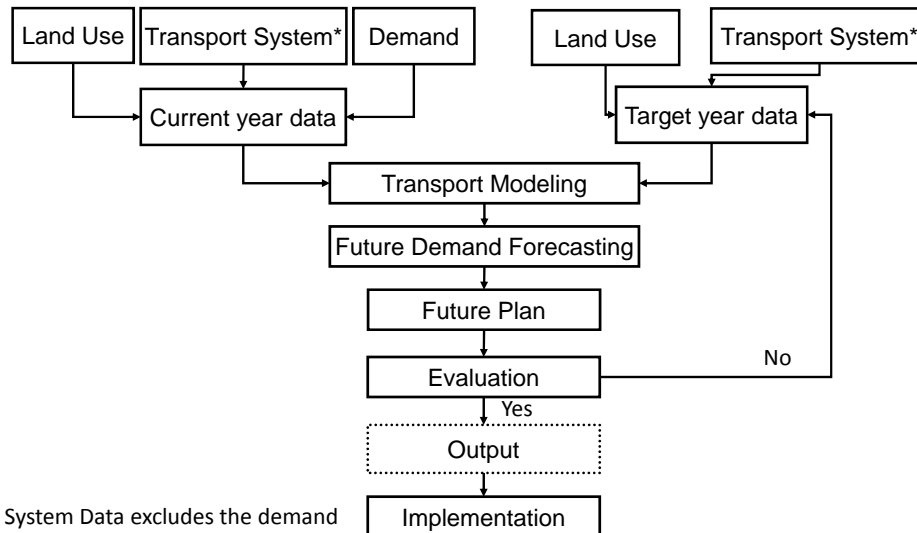 Land Use
Transport System*
Demand
Land Use
Transport System*
Current year data
Target year data
Transport Modeling
Future Demand Forecasting
Future Plan
Evaluation
No
Yes
Output
System Data excludes the demand
Implementation